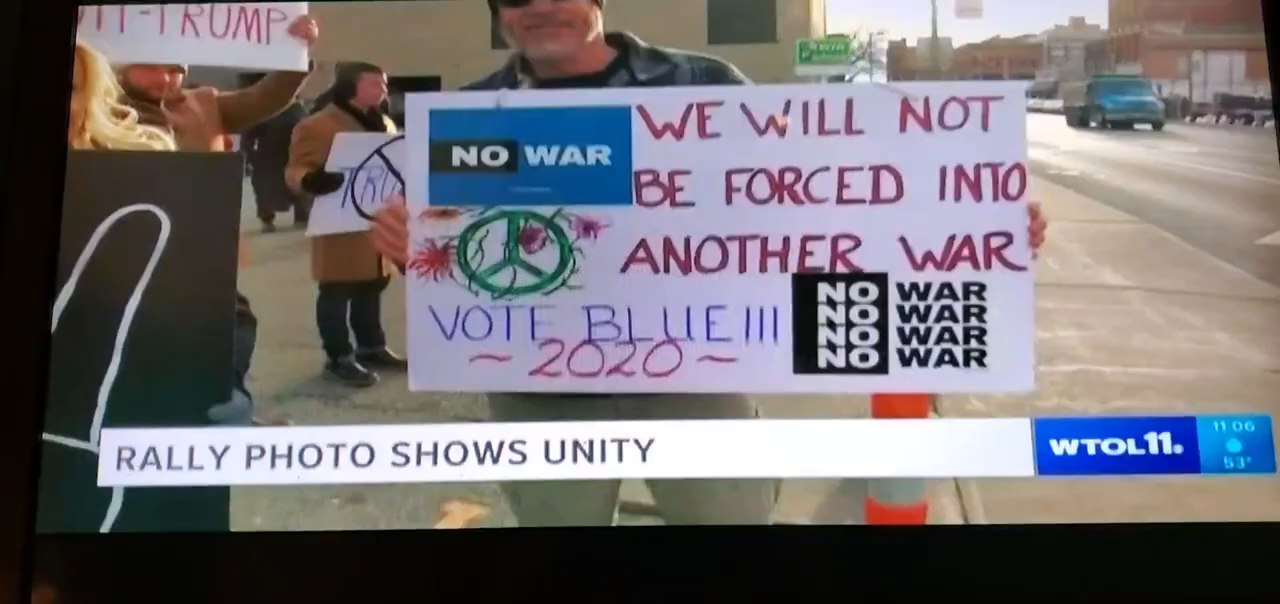 TT-TRUMP
NO WAR
WE WILL NOT
BE FORCED INTO
ANOTHER WAR
VOTE BLUE!!!
~ 2020 ~
NO WAR
NO WAR
NO WAR
NO WAR
RALLY PHOTO SHOWS UNITY
WTOL11.
11:06
53°